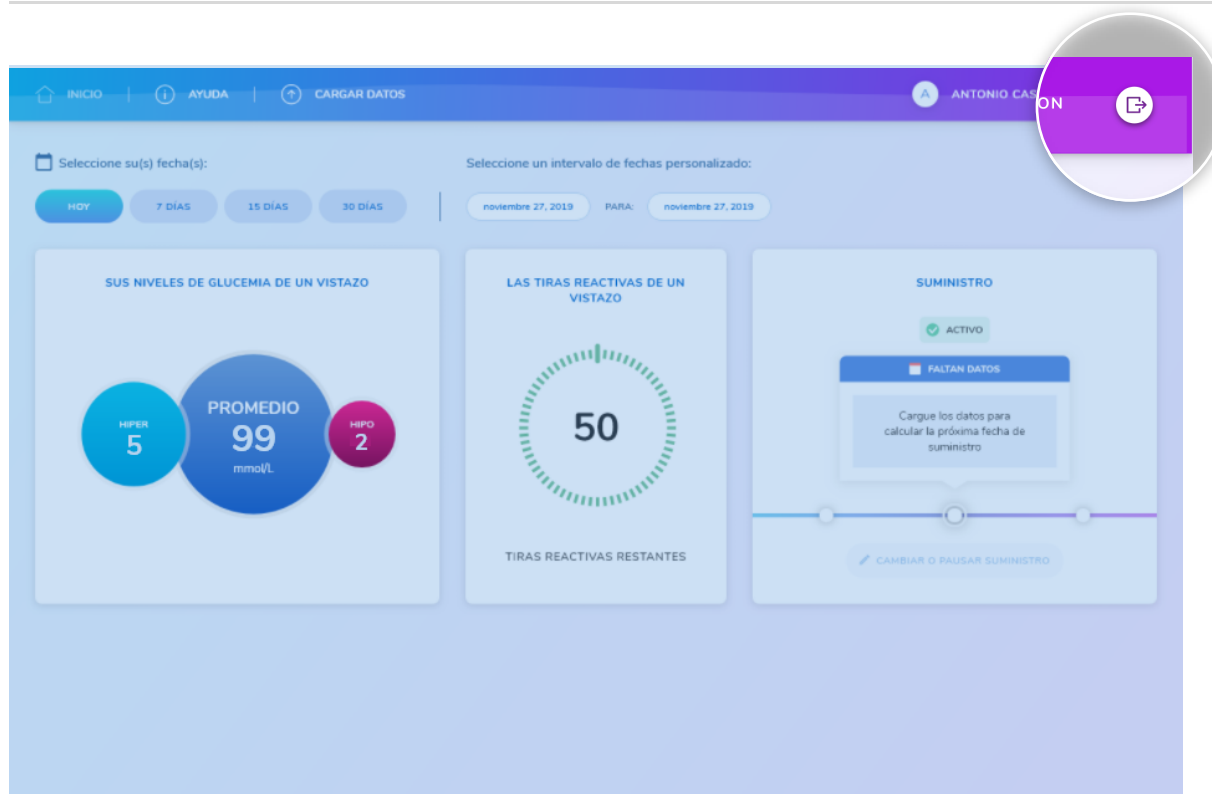 INICIO
AYUDA
CARGAR DATOS
A
ANTONIO CAS
ON
Seleccione su(s) fecha(s):
HOY
7 DÍAS
15 DÍAS
30 DÍAS
Seleccione un intervalo de fechas personalizado:
noviembre 27, 2019
PARA:
noviembre 27, 2019
SUS NIVELES DE GLUCEMIA DE UN VISTAZO
HIPER
5
PROMEDIO
99
mmol/L
HIPO
2
LAS TIRAS REACTIVAS DE UN
VISTAZO
50
TIRAS REACTIVAS RESTANTES
SUMINISTRO
ACTIVO
FALTAN DATOS
Cargue los datos para
calcular la próxima fecha de
suministro
CAMBIAR O PAUSAR SUMINISTRO